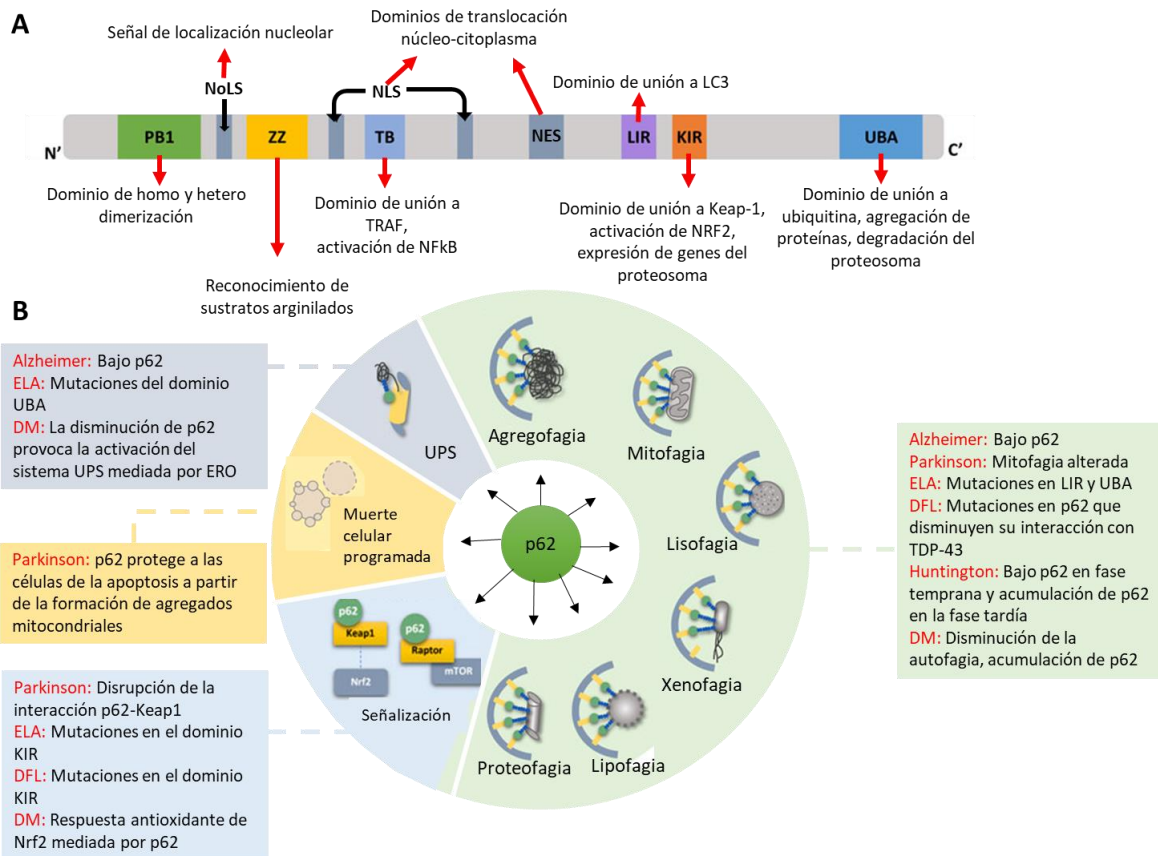 A
Señal de localización nucleolar
Dominios de translocación
núcleo-citoplasma
Dominio de unión a LC3
NoLS
NLS
N’
PB1
ZZ
TB
NES
LIR
KIR
UBA
C’
Dominio de homo y hetero
dimerización
Reconocimiento de
sustratos arginilados
Dominio de unión a
TRAF,
activación de NFkB
Dominio de unión a Keap-1,
activación de NRF2,
expresión de genes del
proteosoma
Dominio de unión a
ubiquitina, agregación de
proteínas, degradación del
proteosoma
B
Alzheimer: Bajo p62
ELA: Mutaciones del dominio
UBA
DM: La disminución de p62
provoca la activación del
sistema UPS mediada por ERO
Parkinson: p62 protege a las
células de la apoptosis a partir
de la formación de agregados
mitocondriales
Parkinson: Disrupción de la
interacción p62-Keap1
ELA: Mutaciones en el dominio
KIR
DFL: Mutaciones en el dominio
KIR
DM: Respuesta antioxidante de
Nrf2 mediada por p62
UPS
Muerte
celular
programada
p62
Keap1
Nrf2
p62
Raptor
mTOR
Señalización
p62
Agregofagia
Mitofagia
Lisofagia
Xenofagia
Lipofagia
Proteofagia
Alzheimer: Bajo p62
Parkinson: Mitofagia alterada
ELA: Mutaciones en LIR y UBA
DFL: Mutaciones en p62 que
disminuyen su interacción con
TDP-43
Huntington: Bajo p62 en fase
temprana y acumulación de p62
en la fase tardía
DM: Disminución de la
autofagia, acumulación de p62